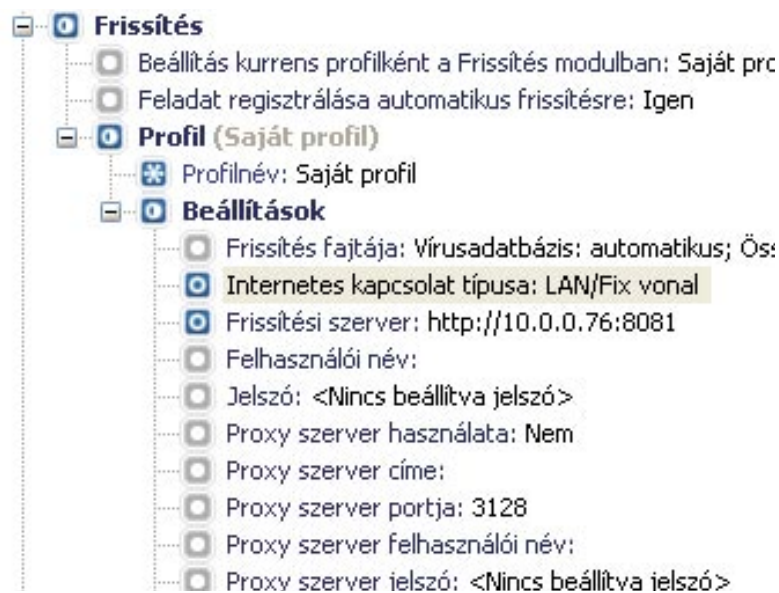 Frissítés
Beállítás kurrens profilként a Frissítés modulban: Saját
Feladat regisztrálása automatikus frissítésre: Igen
Profil (Saját profil)
Profilnév: Saját profil
Beállítások
Frissítés fajtája: Vírusadatbázis: automatikus;
Internetes kapcsolat típusa: LAN/Fix vonal
Frissítési szerver: http://10.0.0.76:8081
Felhasználói név:
Jelszó: <Nincs beállítva jelszó>
Proxy szerver használata: Nem
Proxy szerver címe:
Proxy szerver portja: 3128
Proxy szerver felhasználói név:
Proxy szerver jelszó: <Nincs beállítva jelszó>